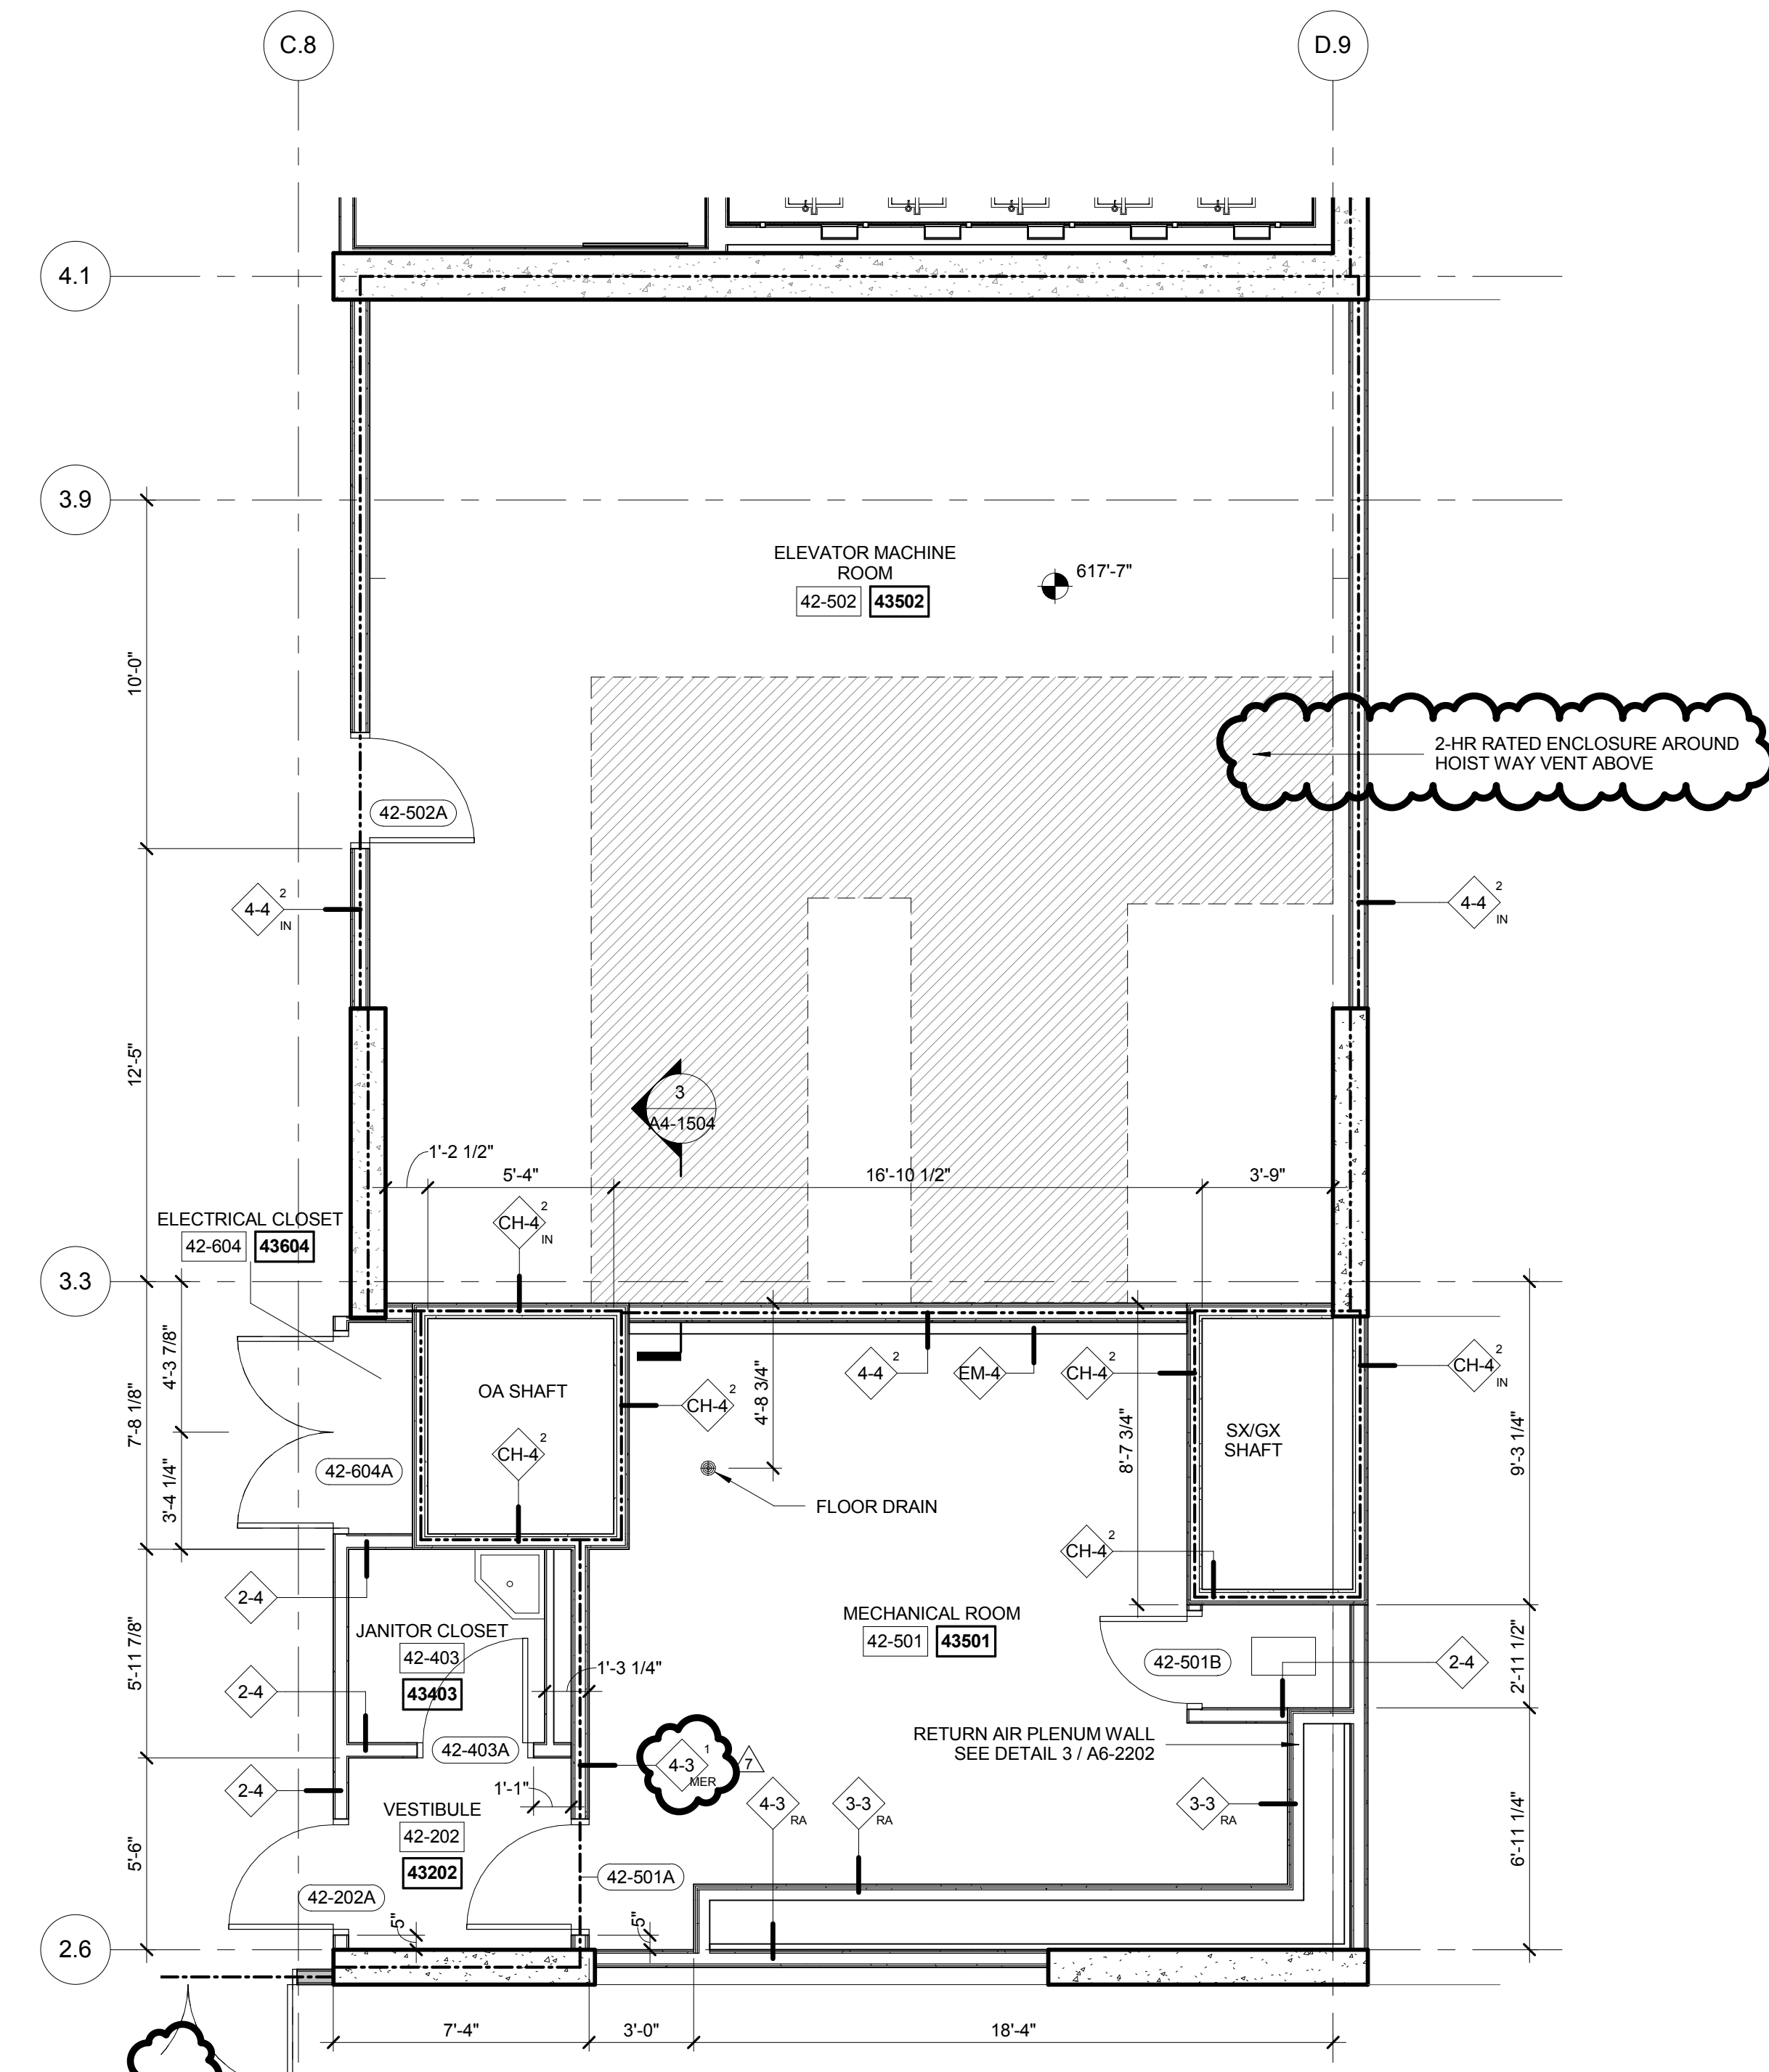 C.8
D.9
4.1
3.9
ELEVATOR MACHINE
ROOM
42-502 43502
617'-7"
10'-0"
2-HR RATED ENCLOSURE AROUND
HOIST WAY VENT ABOVE
42-502A
4-4 2 IN
4-4 2 IN
12'-5"
3
A4-1504
1'-2 1/2"
5'-4"
16'-10 1/2"
3'-9"
ELECTRICAL CLOSET
42-604 43604
CH-4 2 IN
3.3
4'-3 7/8"
7'-8 1/8"
3'-4 1/4"
OA SHAFT
CH-4 2
CH-4 2
4'-8 3/4"
4-4 2
EM-4
CH-4 2
CH-4 2 IN
8'-7 3/4"
SX/GX
SHAFT
9'-3 1/4"
42-604A
FLOOR DRAIN
CH-4 2
2-4
JANITOR CLOSET
42-403
43403
5'-11 7/8"
2-4
1'-3 1/4"
MECHANICAL ROOM
42-501 43501
42-501B
2-4
2'-11 1/2"
RETURN AIR PLENUM WALL
SEE DETAIL 3 / A6-2202
42-403A
4-3 1 MER
7
2-4
1'-1"
VESTIBULE
42-202
43202
4-3 RA
3-3 RA
3-3 RA
5'-6"
6'-11 1/4"
42-202A
42-501A
5"
5"
2.6
7'-4"
3'-0"
18'-4"